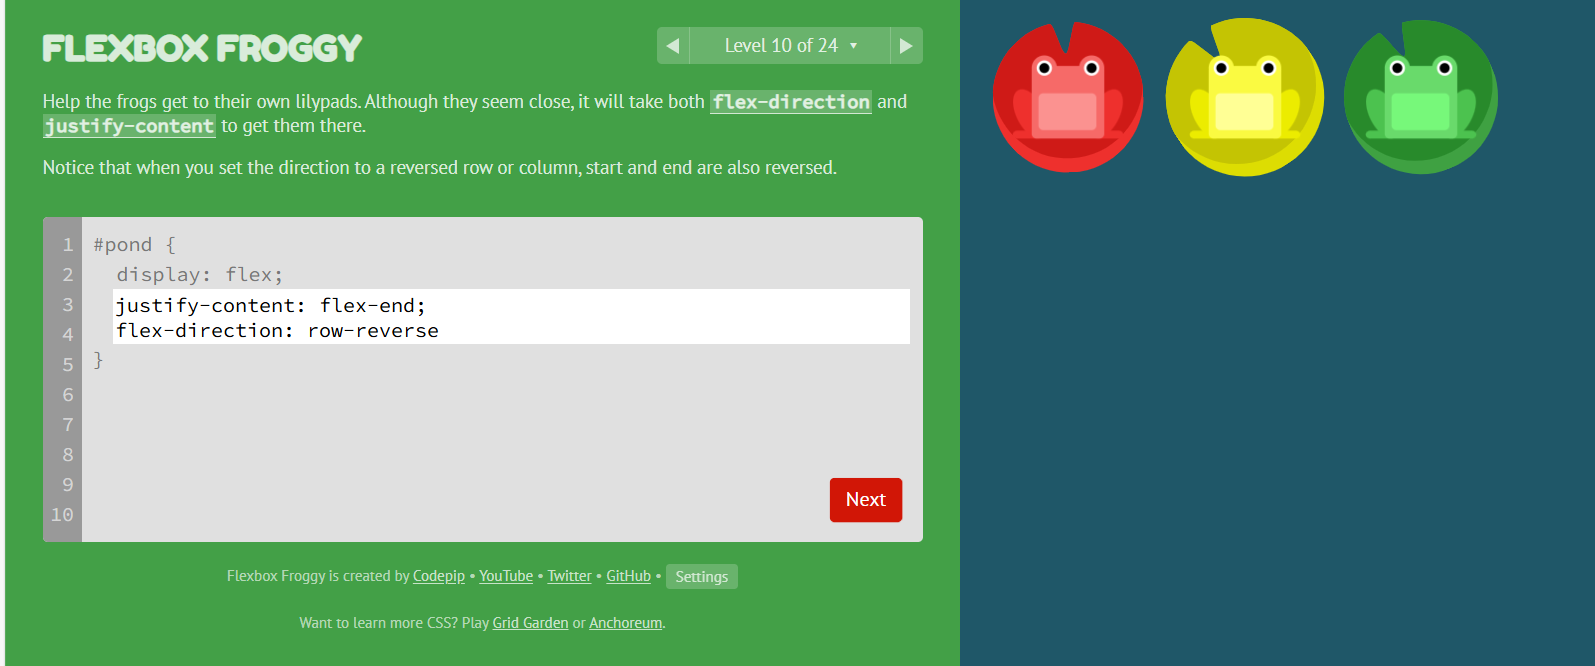 FLEXBOX FROGGY
Level 10 of 24
Help the frogs get to their own lilypads. Although they seem close, it will take both flex-direction and
justify-content to get them there.
Notice that when you set the direction to a reversed row or column, start and end are also reversed.
1 #pond {
2 display: flex;
3 justify-content: flex-end;
4 flex-direction: row-reverse
5 }
6
7
8
9
10
Next
Flexbox Froggy is created by Codepip • YouTube • Twitter • GitHub • Settings
Want to learn more CSS? Play Grid Garden or Anchoreum.